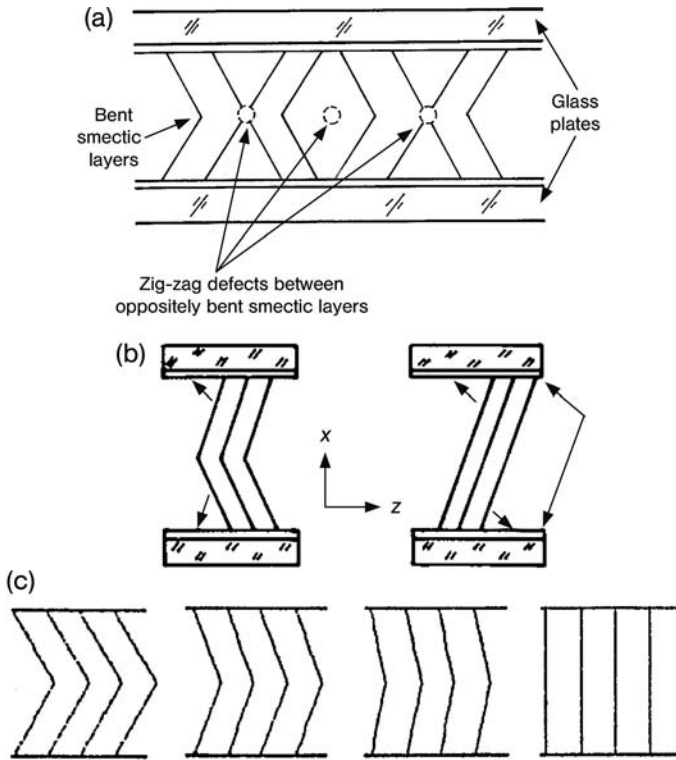 (a)
Bent
smectic
layers
Glass
plates
Zig-zag defects between
oppositely bent smectic layers
(b)
x
z
(c)